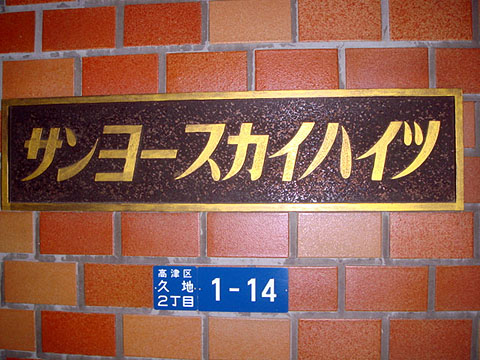 サンヨースカイハイツ
高津区
久地
2丁目
1-14